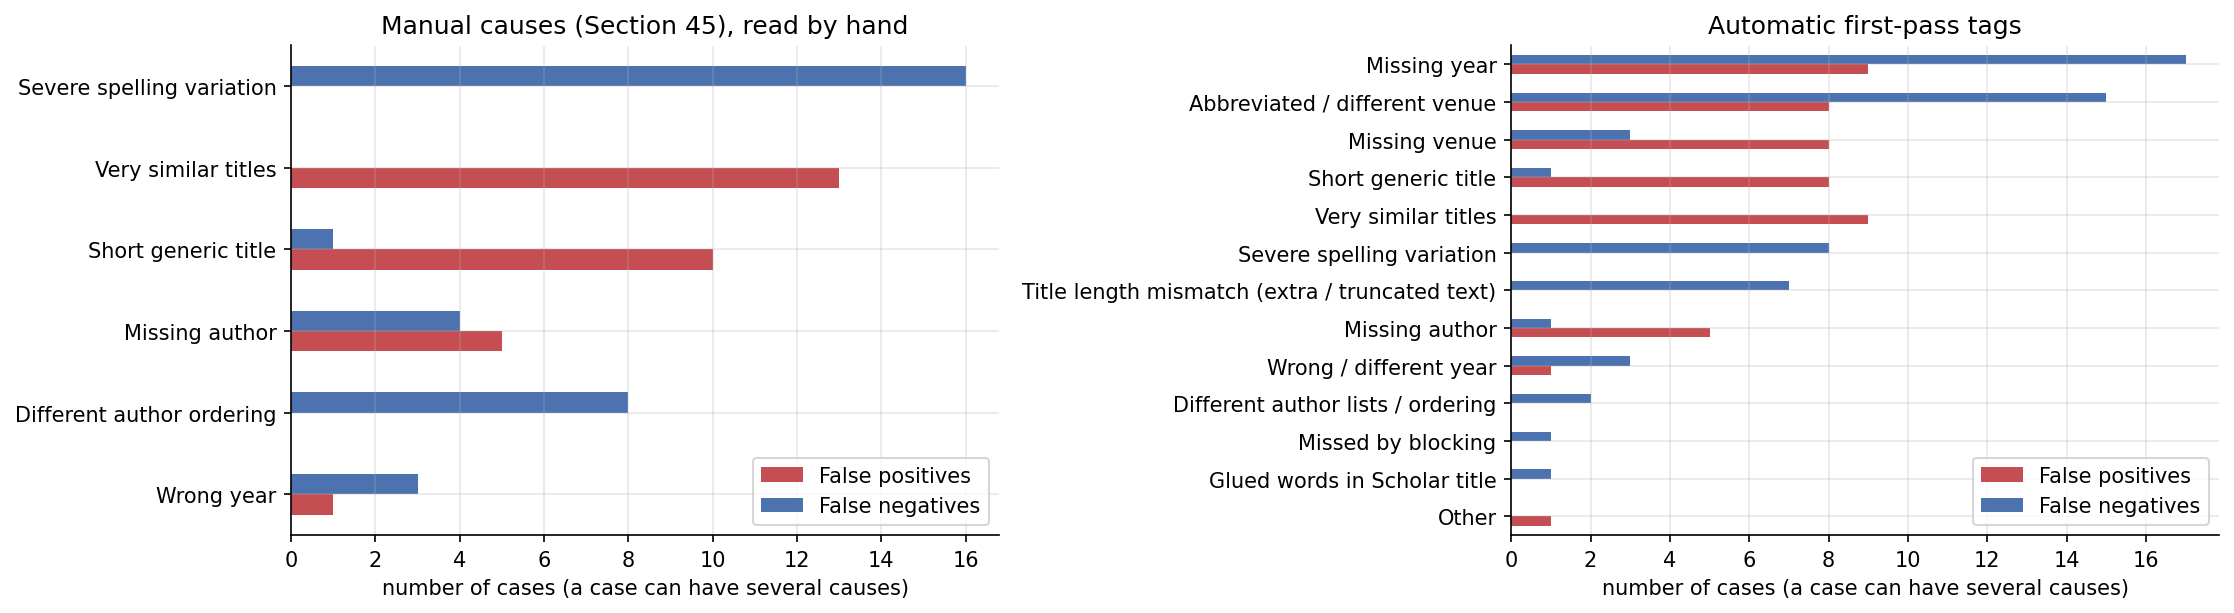 Manual causes (Section 45), read by hand
Severe spelling variation
Very similar titles
Short generic title
Missing author
Different author ordering
Wrong year
False positives
False negatives
0 2 4 6 8 10 12 14 16
number of cases (a case can have several causes)
Automatic first-pass tags
Missing year
Abbreviated / different venue
Missing venue
Short generic title
Very similar titles
Severe spelling variation
Title length mismatch (extra / truncated text)
Missing author
Wrong / different year
Different author lists / ordering
Missed by blocking
Glued words in Scholar title
Other
False positives
False negatives
0 2 4 6 8 10 12 14 16
number of cases (a case can have several causes)